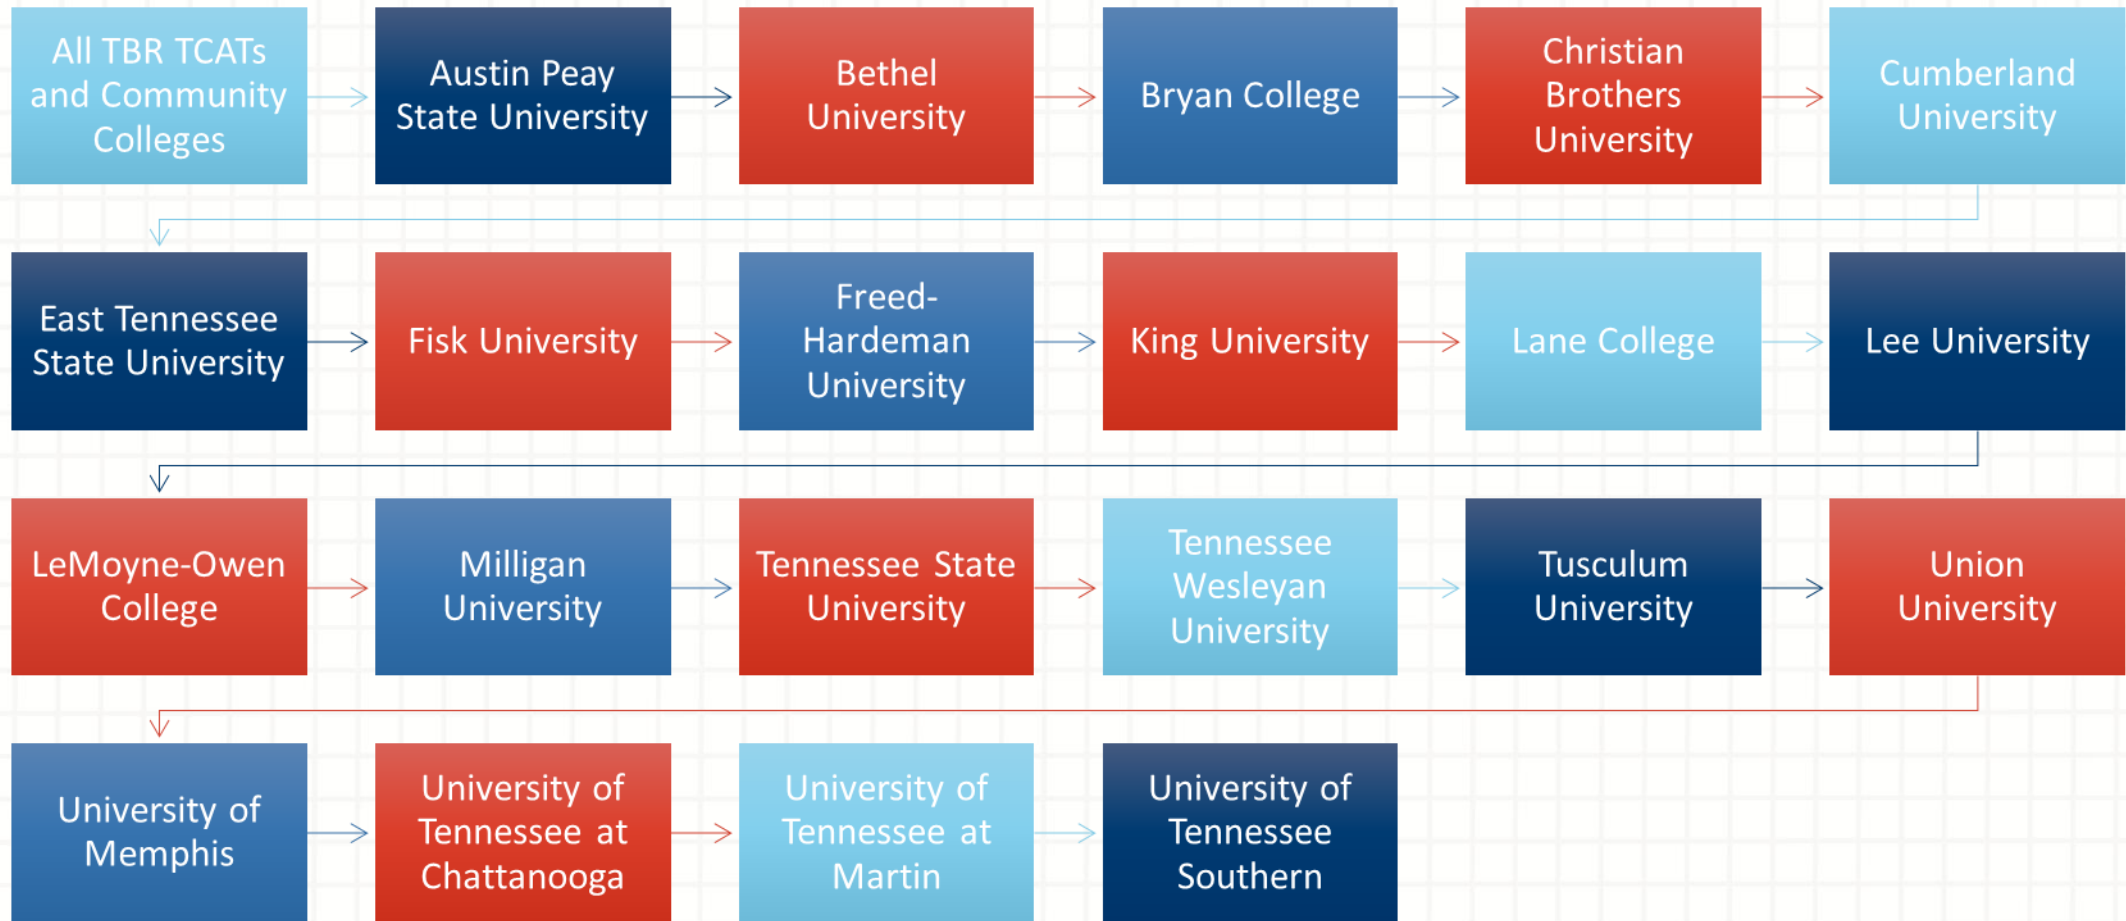 All TBR TCATs
and Community
Colleges
Austin Peay
State University
Bethel
University
Bryan College
Christian
Brothers
University
Cumberland
University
East Tennessee
State University
Fisk University
Freed-
Hardeman
University
King University
Lane College
Lee University
LeMoyne-Owen
College
Milligan
University
Tennessee State
University
Tennessee
Wesleyan
University
Tusculum
University
Union
University
University of
Memphis
University of
Tennessee at
Chattanooga
University of
Tennessee at
Martin
University of
Tennessee
Southern